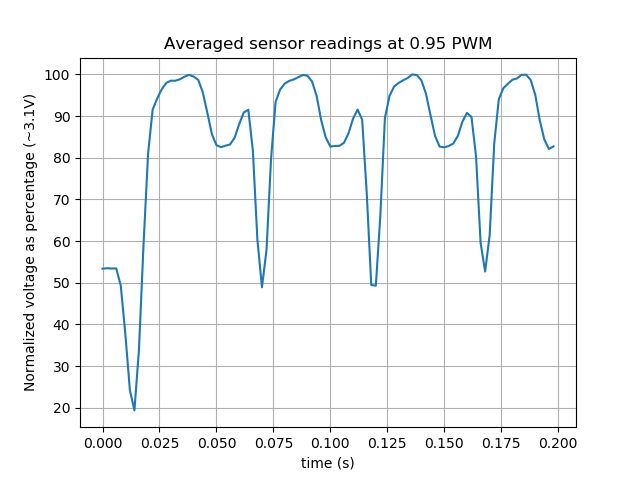 Averaged sensor readings at 0.95 PWM
Normalized voltage as percentage (~3.1V)
100
90
80
70
60
50
40
30
20
0.000 0.025 0.050 0.075 0.100 0.125 0.150 0.175 0.200
time (s)